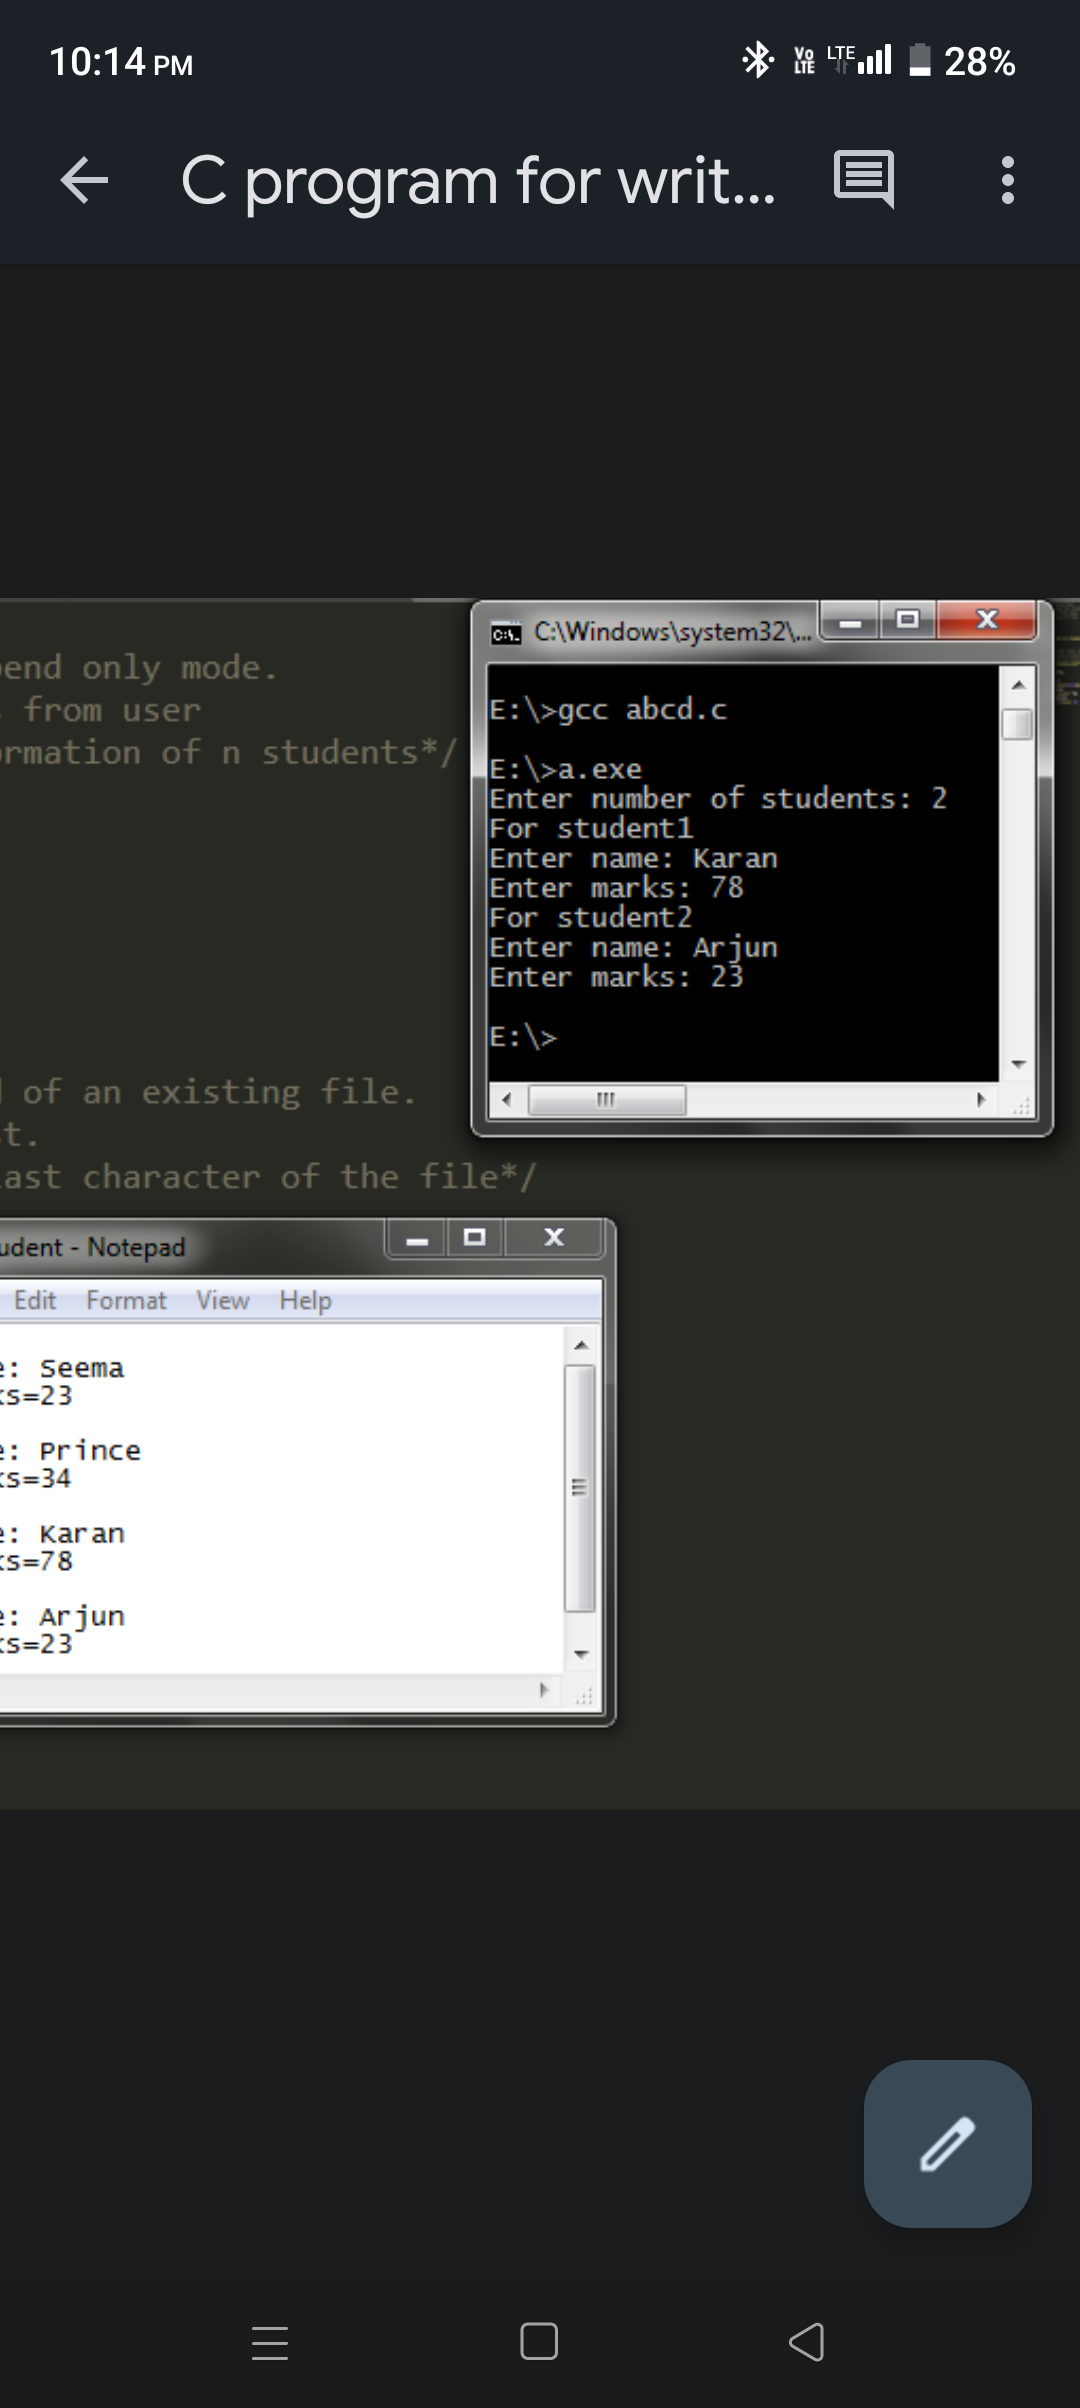 10:14 PM
Vo LTE LTE 28%
C program for writ...
C:\Windows\system32\...
end only mode.
from user
rmation of n students*/
E:\>gcc abcd.c
E:\>a.exe
Enter number of students: 2
For student1
Enter name: Karan
Enter marks: 78
For student2
Enter name: Arjun
Enter marks: 23
E:\>
of an existing file.
t.
ast character of the file*/
udent - Notepad
Edit Format View Help
e: Seema
ks=23
e: Prince
ks=34
e: Karan
ks=78
e: Arjun
ks=23